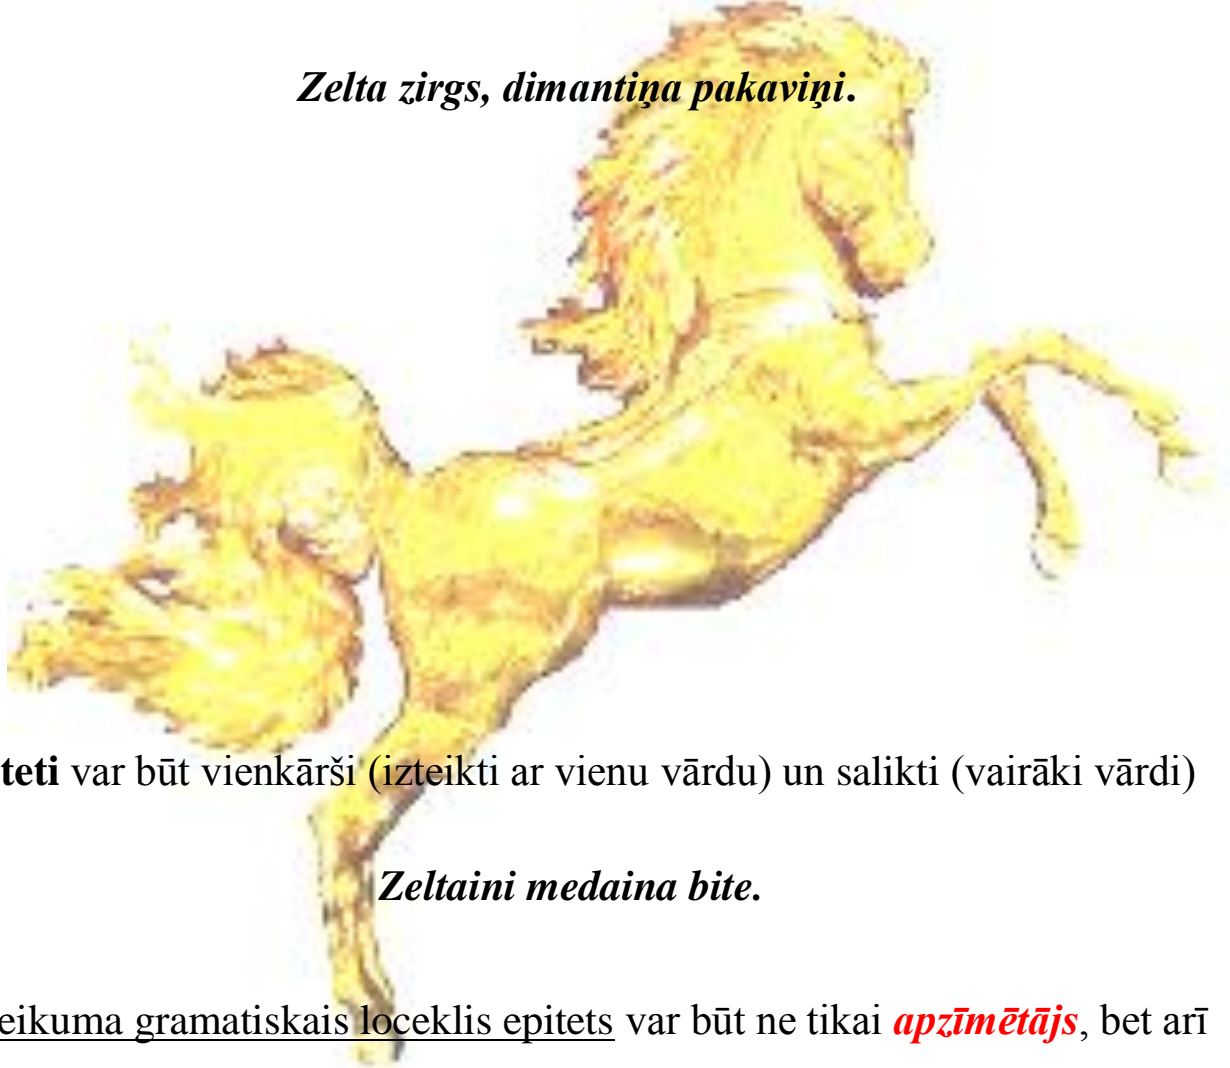 Zelta zirgs, dimantiņa pakaviņi.
teti var būt vienkārši (izteikti ar vienu vārdu) un salikti (vairāki vārdi)
Zeltaini medaina bite.
eikuma gramatiskais loceklis epitets var būt ne tikai apzīmētājs, bet arī